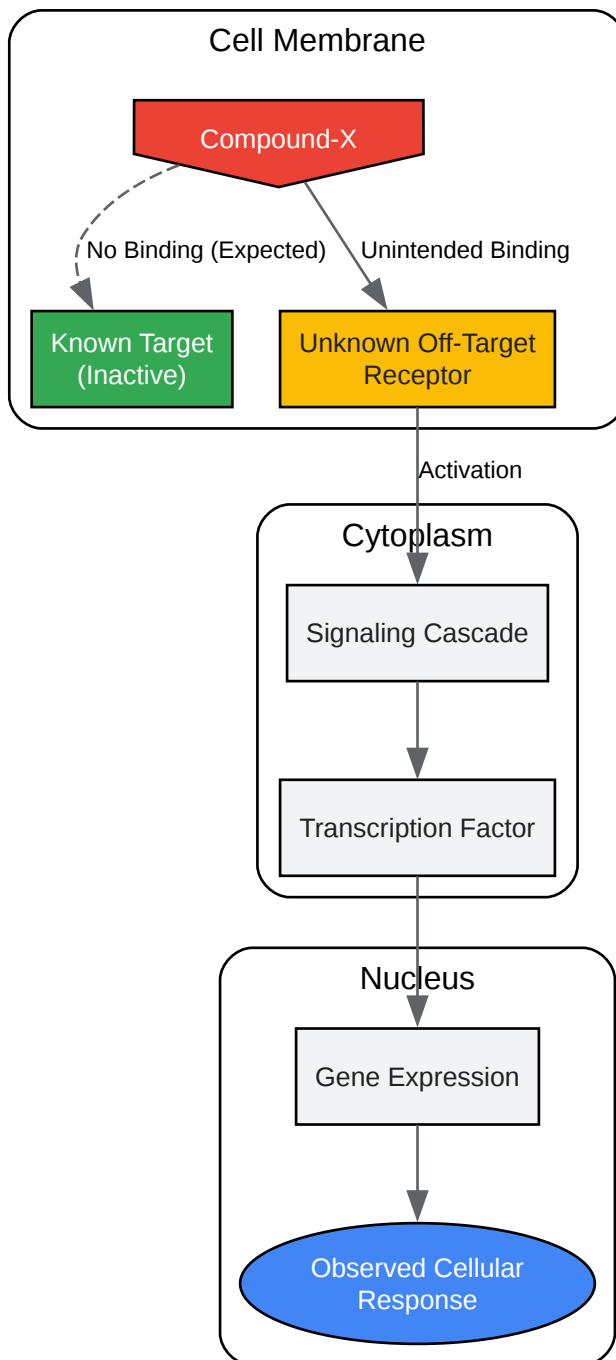 Cell Membrane
Compound-X
No Binding (Expected)
Unintended Binding
Known Target
(Inactive)
Unknown Off-Target
Receptor
Activation
Cytoplasm
Signaling Cascade
Transcription Factor
Nucleus
Gene Expression
Observed Cellular
Response